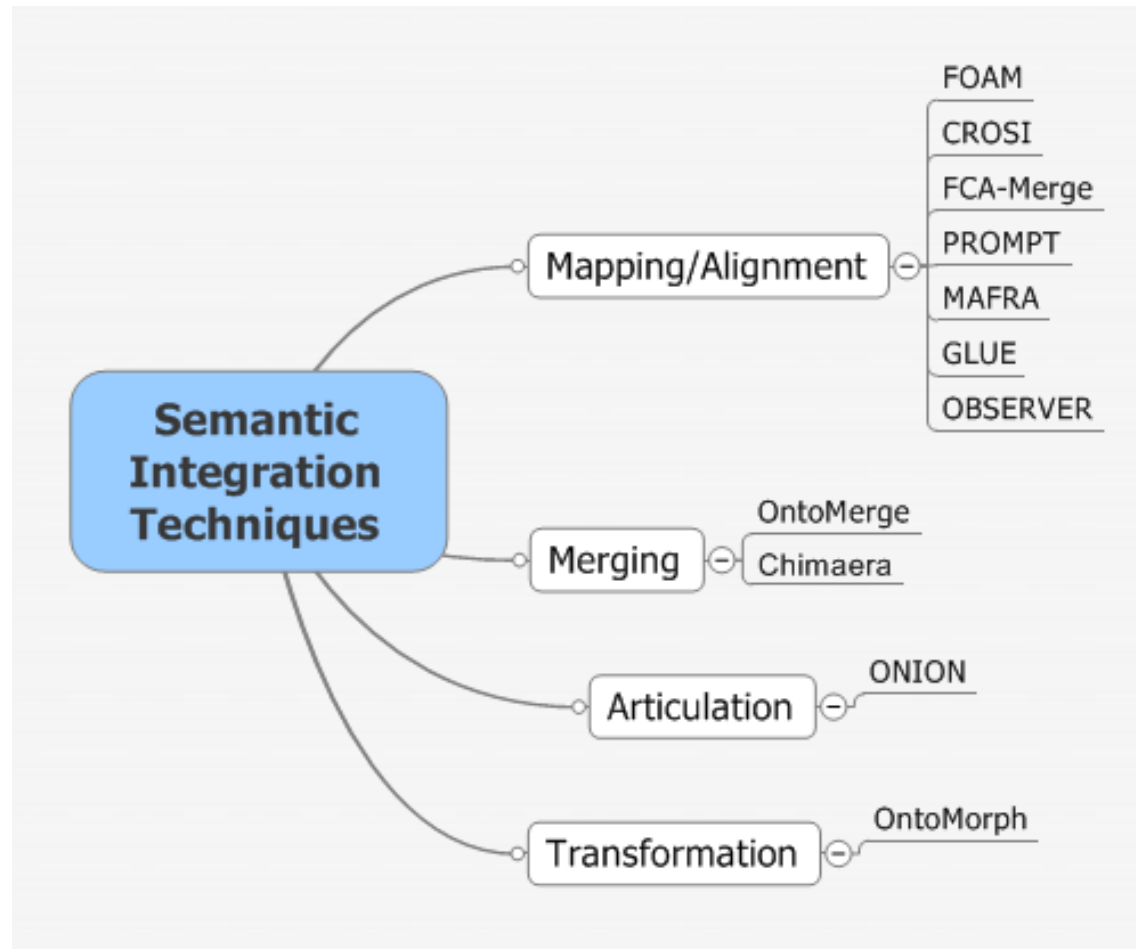 FOAM
CROSI
FCA-Merge
Mapping/Alignment
PROMPT
MAFRA
GLUE
OBSERVER
Semantic
Integration
Techniques
OntoMerge
Merging
Chimaera
ONION
Articulation
OntoMorph
Transformation